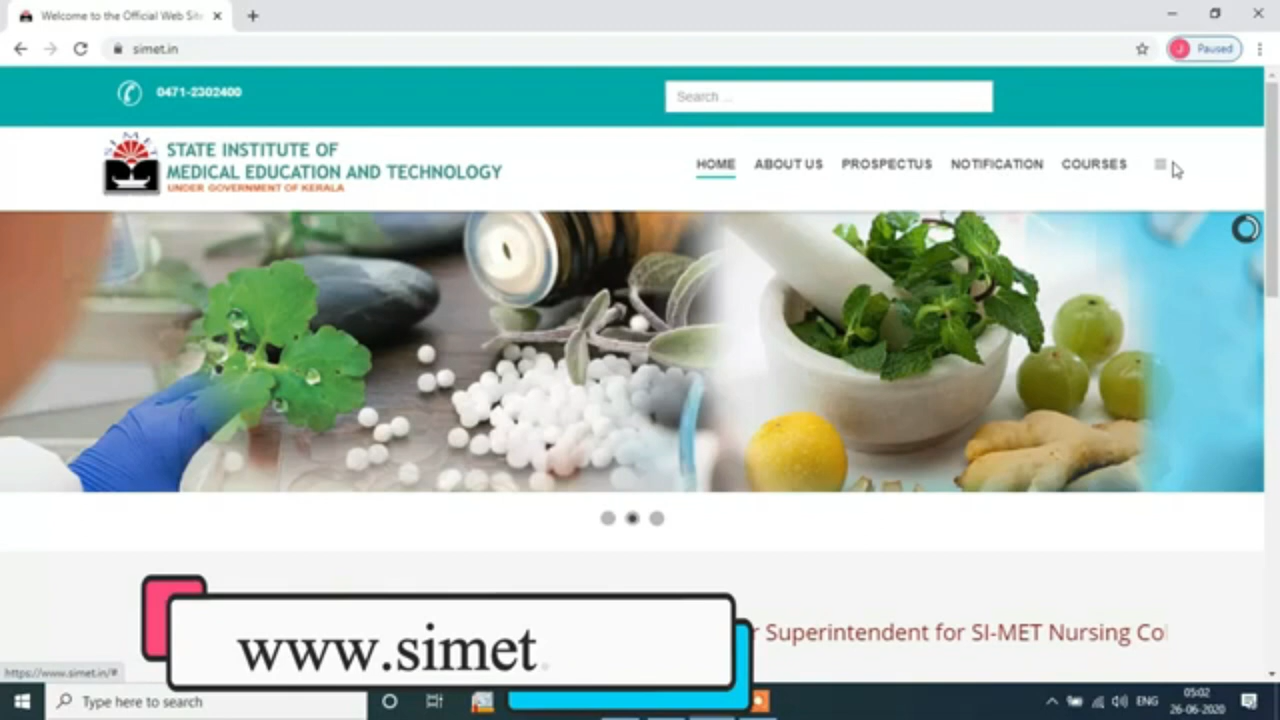 Welcome to the Official Web Sit
simet.in
Paused
0471-2302400
Search ...
STATE INSTITUTE OF
MEDICAL EDUCATION AND TECHNOLOGY
UNDER GOVERNMENT OF KERALA
HOME ABOUT US PROSPECTUS NOTIFICATION COURSES
r Superintendent for SI-MET Nursing Col
www.simet.
https://www.simet.in/#
Type here to search
ENG
05:02
26-06-2020